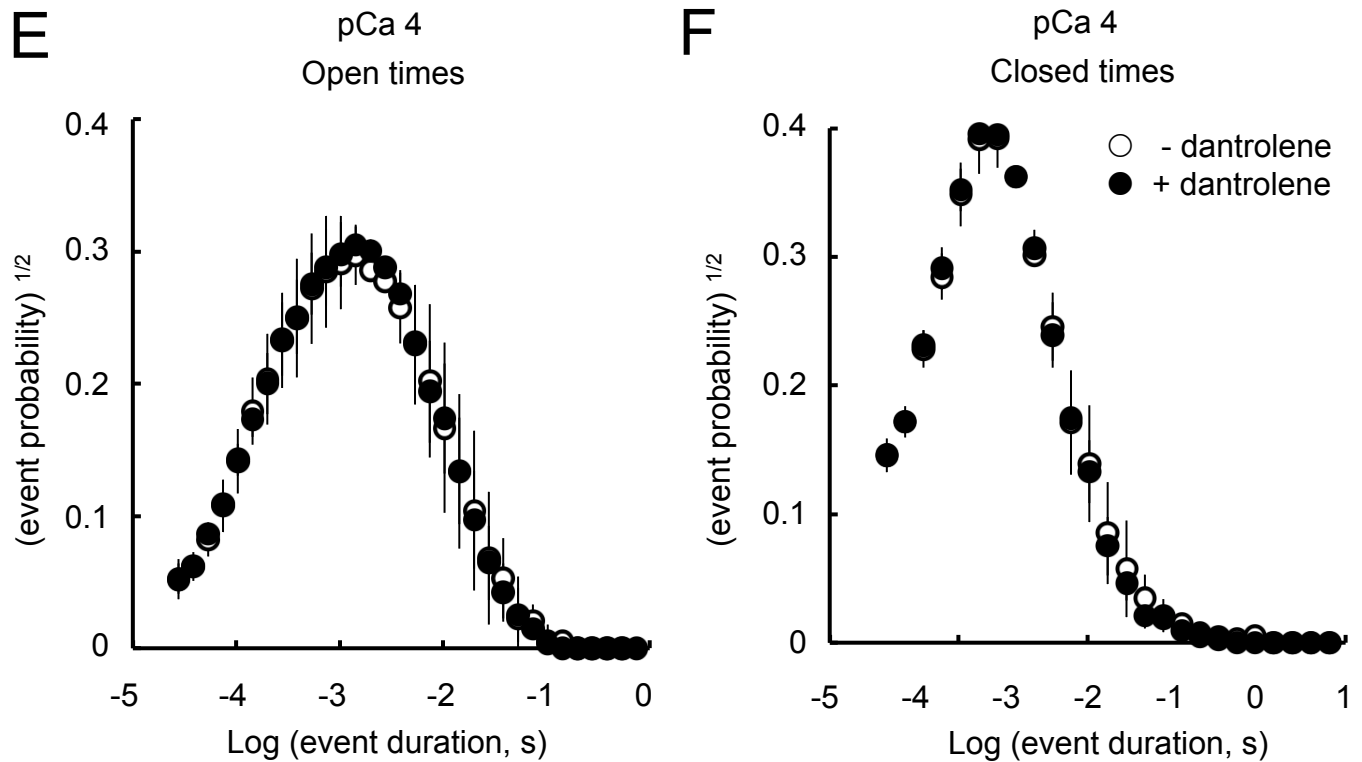 E
pCa 4
Open times
0.4
0.3
0.2
0.1
0
(event probability) 1/2
-5 -4 -3 -2 -1 0
Log (event duration, s)
F
pCa 4
Closed times
- dantrolene
+ dantrolene
0.4
0.3
0.2
0.1
0
(event probability) 1/2
-5 -4 -3 -2 -1 0 1
Log (event duration, s)